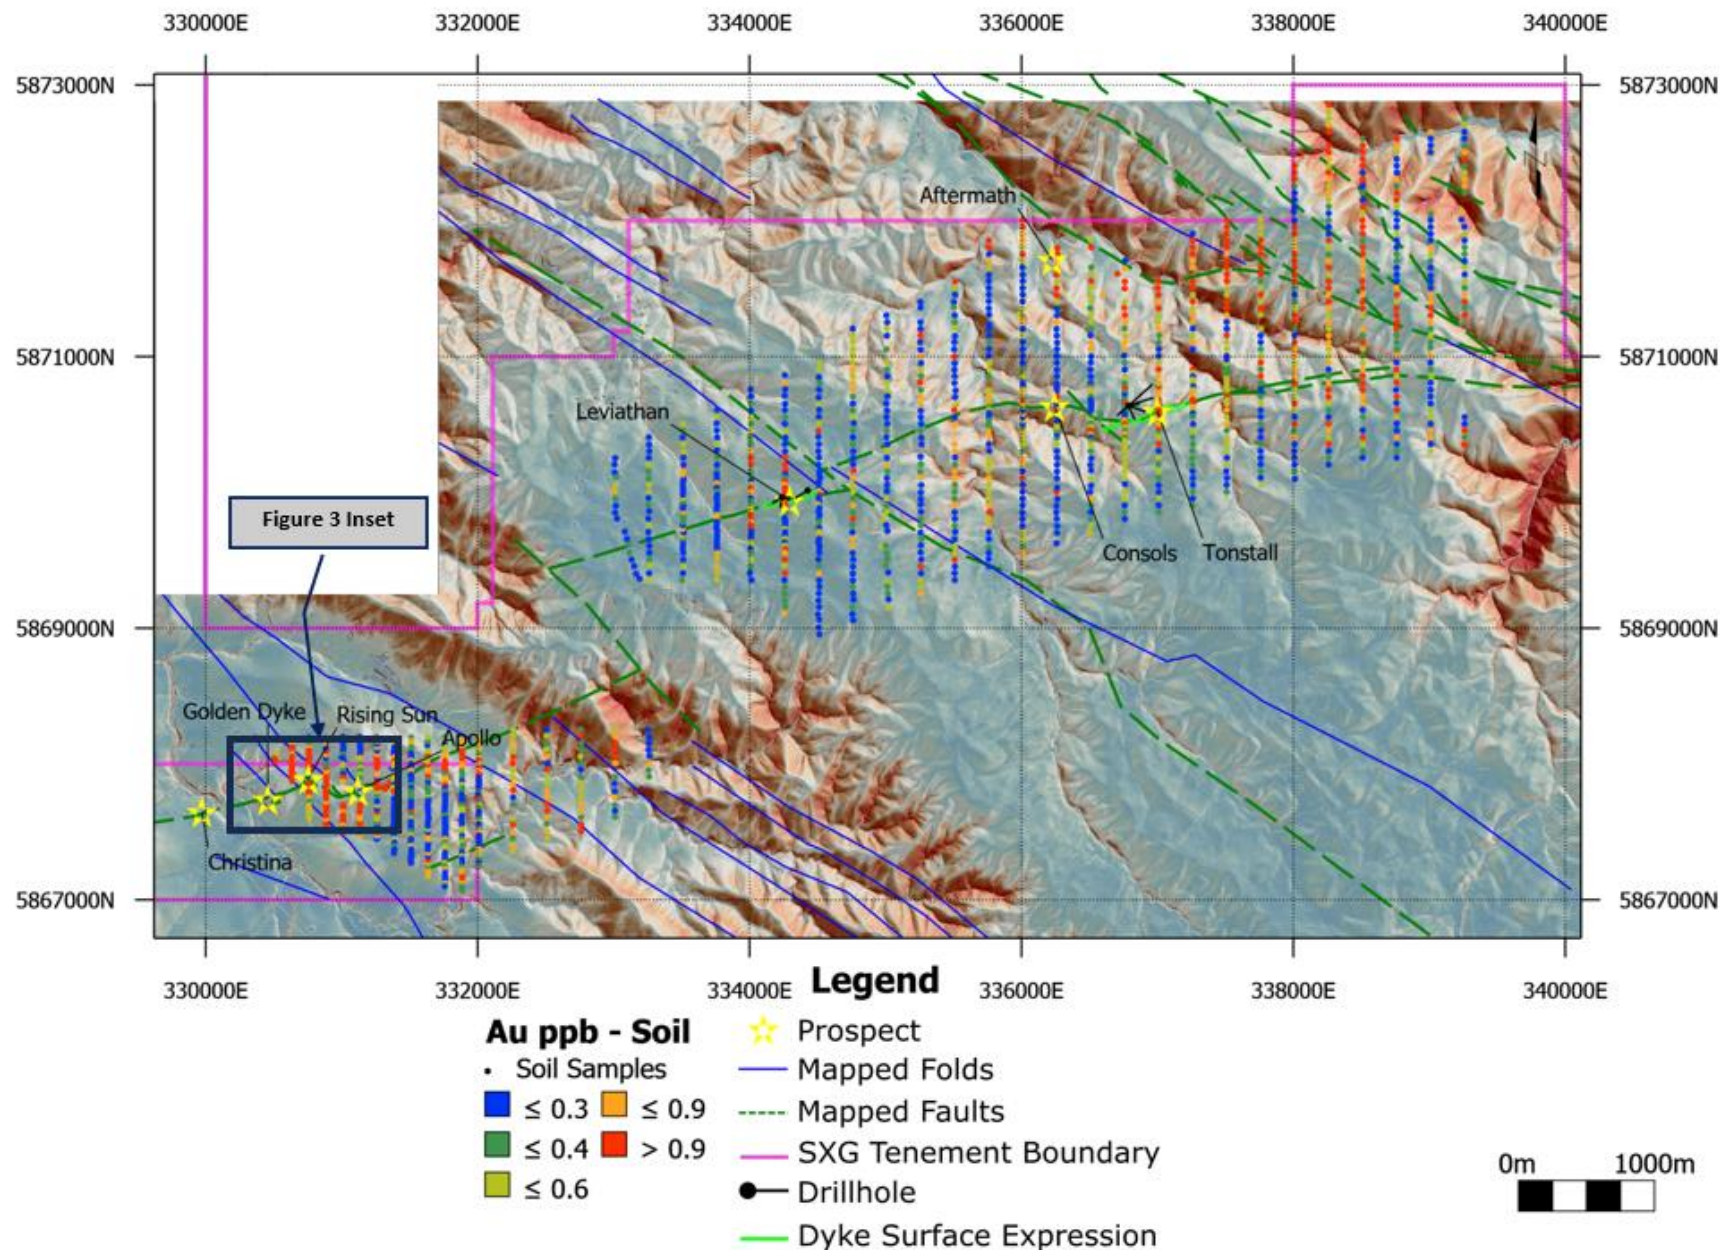 330000E 332000E 334000E 336000E 338000E 340000E
5873000N 5873000N
Aftermath
5871000N 5871000N
Leviathan
Figure 3 Inset
Consols Tonstall
5869000N 5869000N
Golden Dyke Rising Sun
Apollo
Christina
5867000N 5867000N
330000E 332000E 334000E 336000E 338000E 340000E
Legend
Au ppb - Soil
Soil Samples
≤ 0.3 ≤ 0.9
≤ 0.4 > 0.9
≤ 0.6
Prospect
Mapped Folds
Mapped Faults
SXG Tenement Boundary
Drillhole
Dyke Surface Expression
0m 1000m